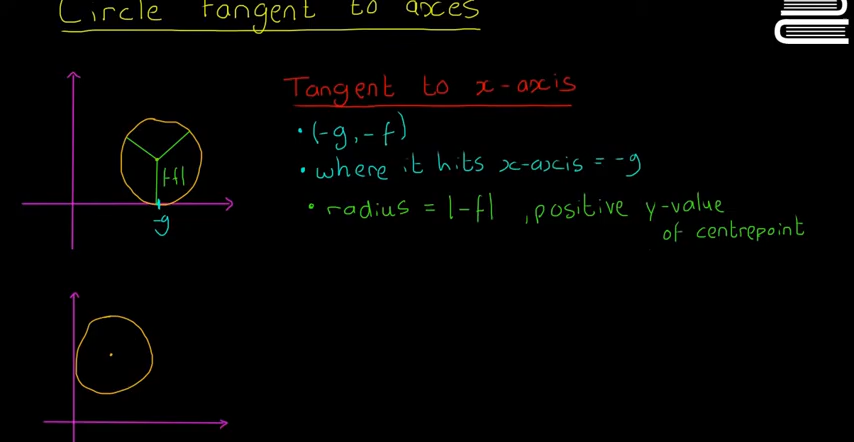 Circle tangent to axes
Tangent to x-axis
• (-g, -f)
• where it hits x-axis = -g
|-f|
• radius = |-f| , positive y-value
of centrepoint
-g